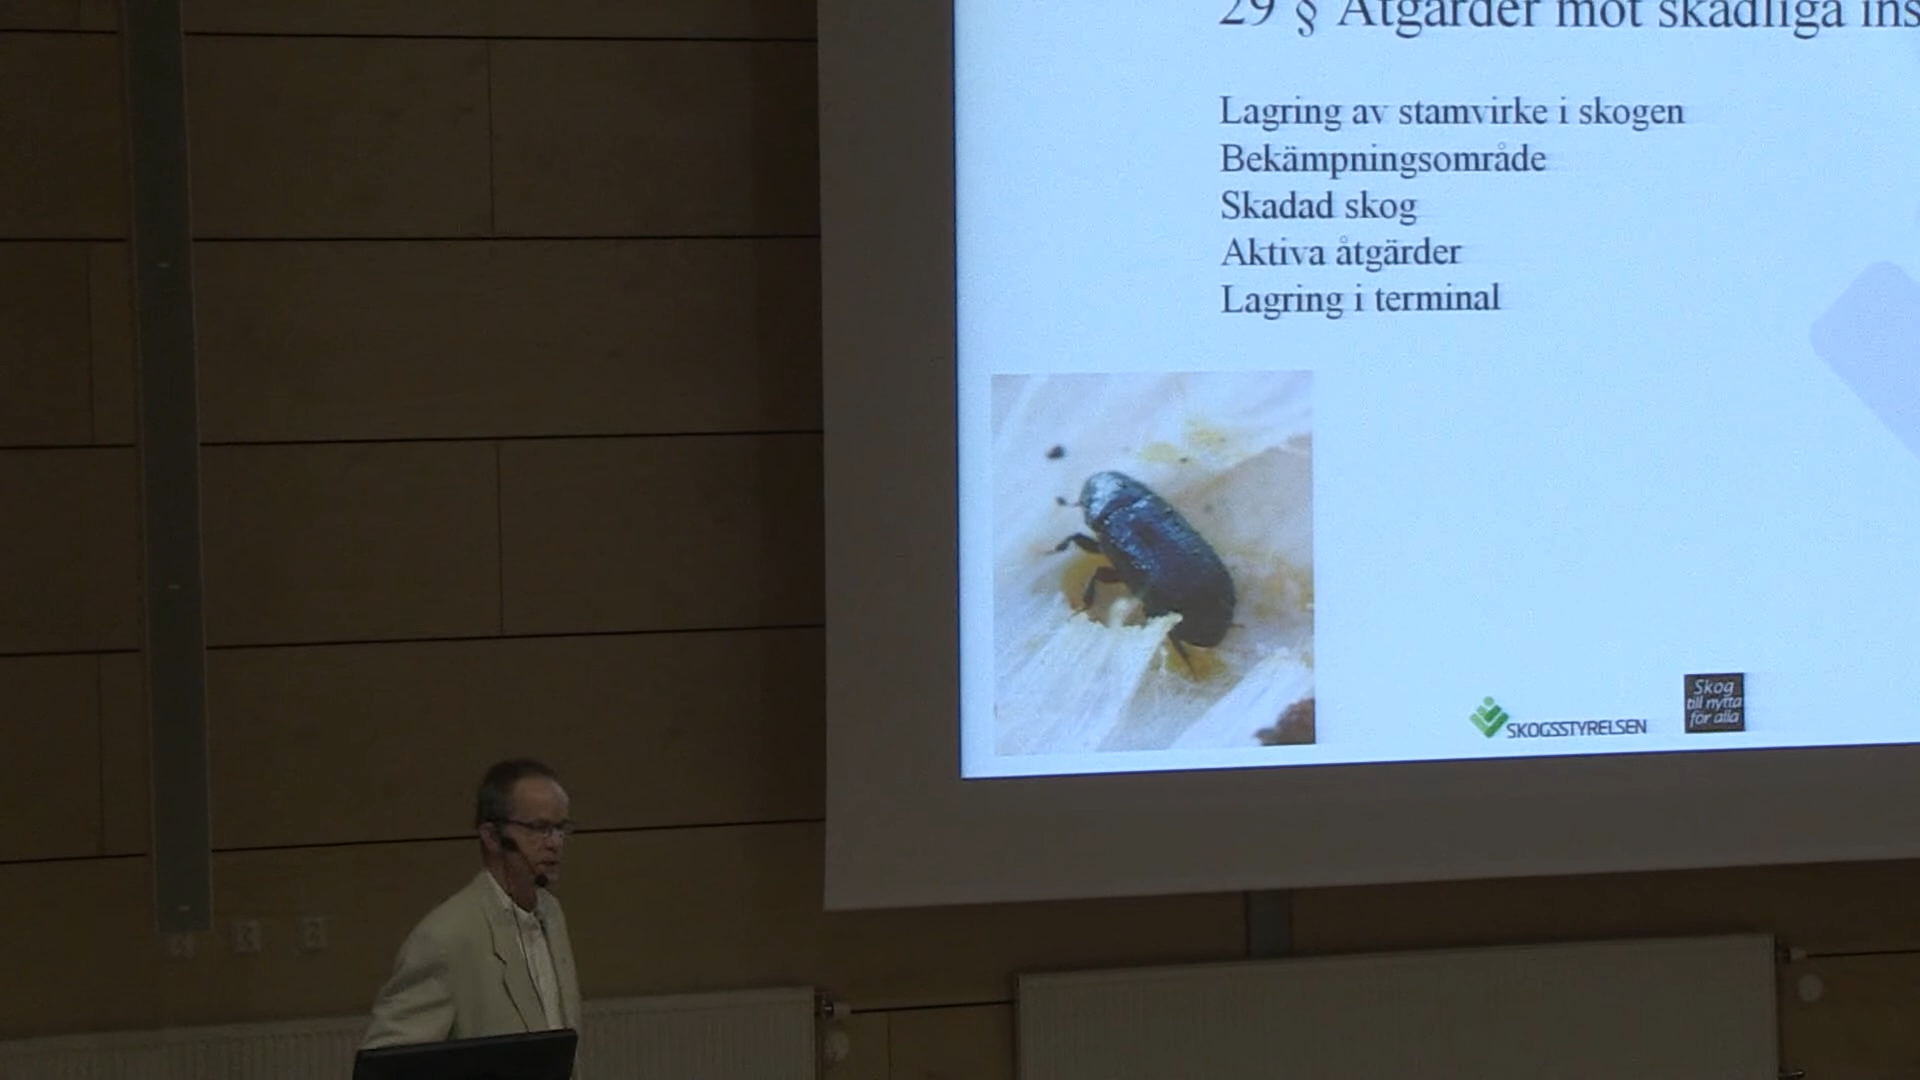 29 § Åtgärder mot skadliga ins
Lagring av stamvirke i skogen
Bekämpningsområde
Skadad skog
Aktiva åtgärder
Lagring i terminal
SKOGSSTYRELSEN
Skog
till nytta
för alla